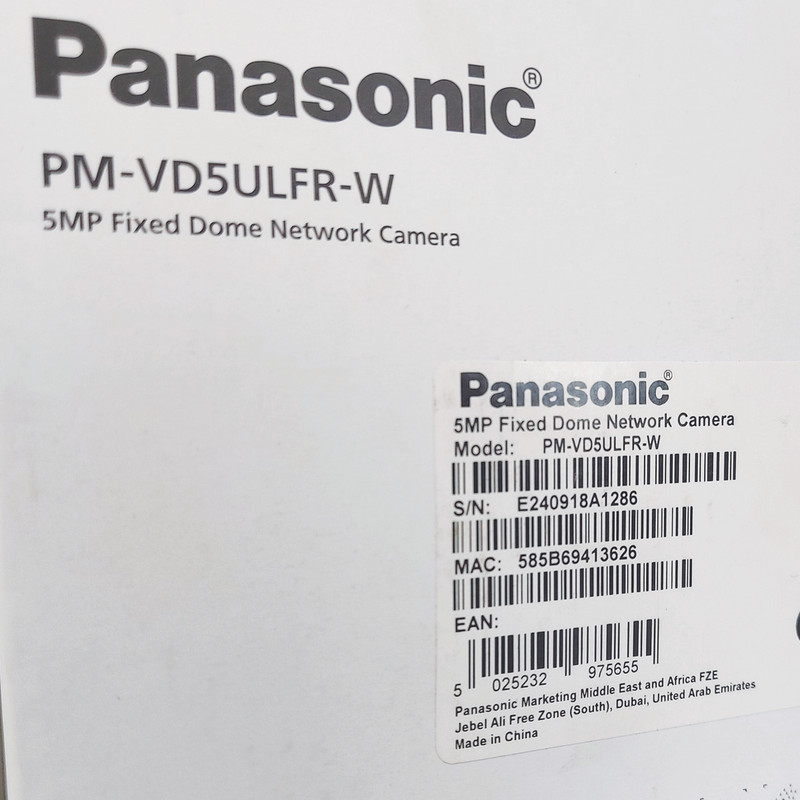 Panasonic®
PM-VD5ULFR-W
5MP Fixed Dome Network Camera
Panasonic®
5MP Fixed Dome Network Camera
Model: PM-VD5ULFR-W
S/N: E240918A1286
MAC: 585B69413626
EAN:
5 025232 975655
Panasonic Marketing Middle East and Africa FZE
Jebel Ali Free Zone (South), Dubai, United Arab Emirates
Made in China